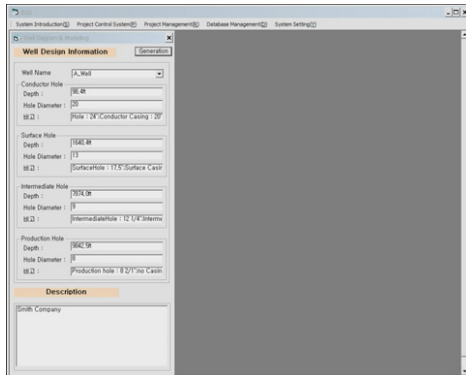 System Introduction(S) Project Control System(P) Project Management(R) Database Management(D) System Setting(Y)
Well Design & Modeling
Well Design Information Generation
Well Name A_Well
Conductor Hole
Depth : 98,4ft
Hole Diameter : 20
비고 : Hole : 24":Conductor Casing : 20"
Surface Hole
Depth : 1640,4ft
Hole Diameter : 13
비고 : SurfaceHole : 17,5":Surface Casin
Intermediate Hole
Depth : 7874,0ft
Hole Diameter : 9
비고 : IntermediateHole : 12 1/4":Interme
Production Hole
Depth : 9842,5ft
Hole Diameter : 8
비고 : Production hole : 8 2/1":no Casin
Description
Smith Company